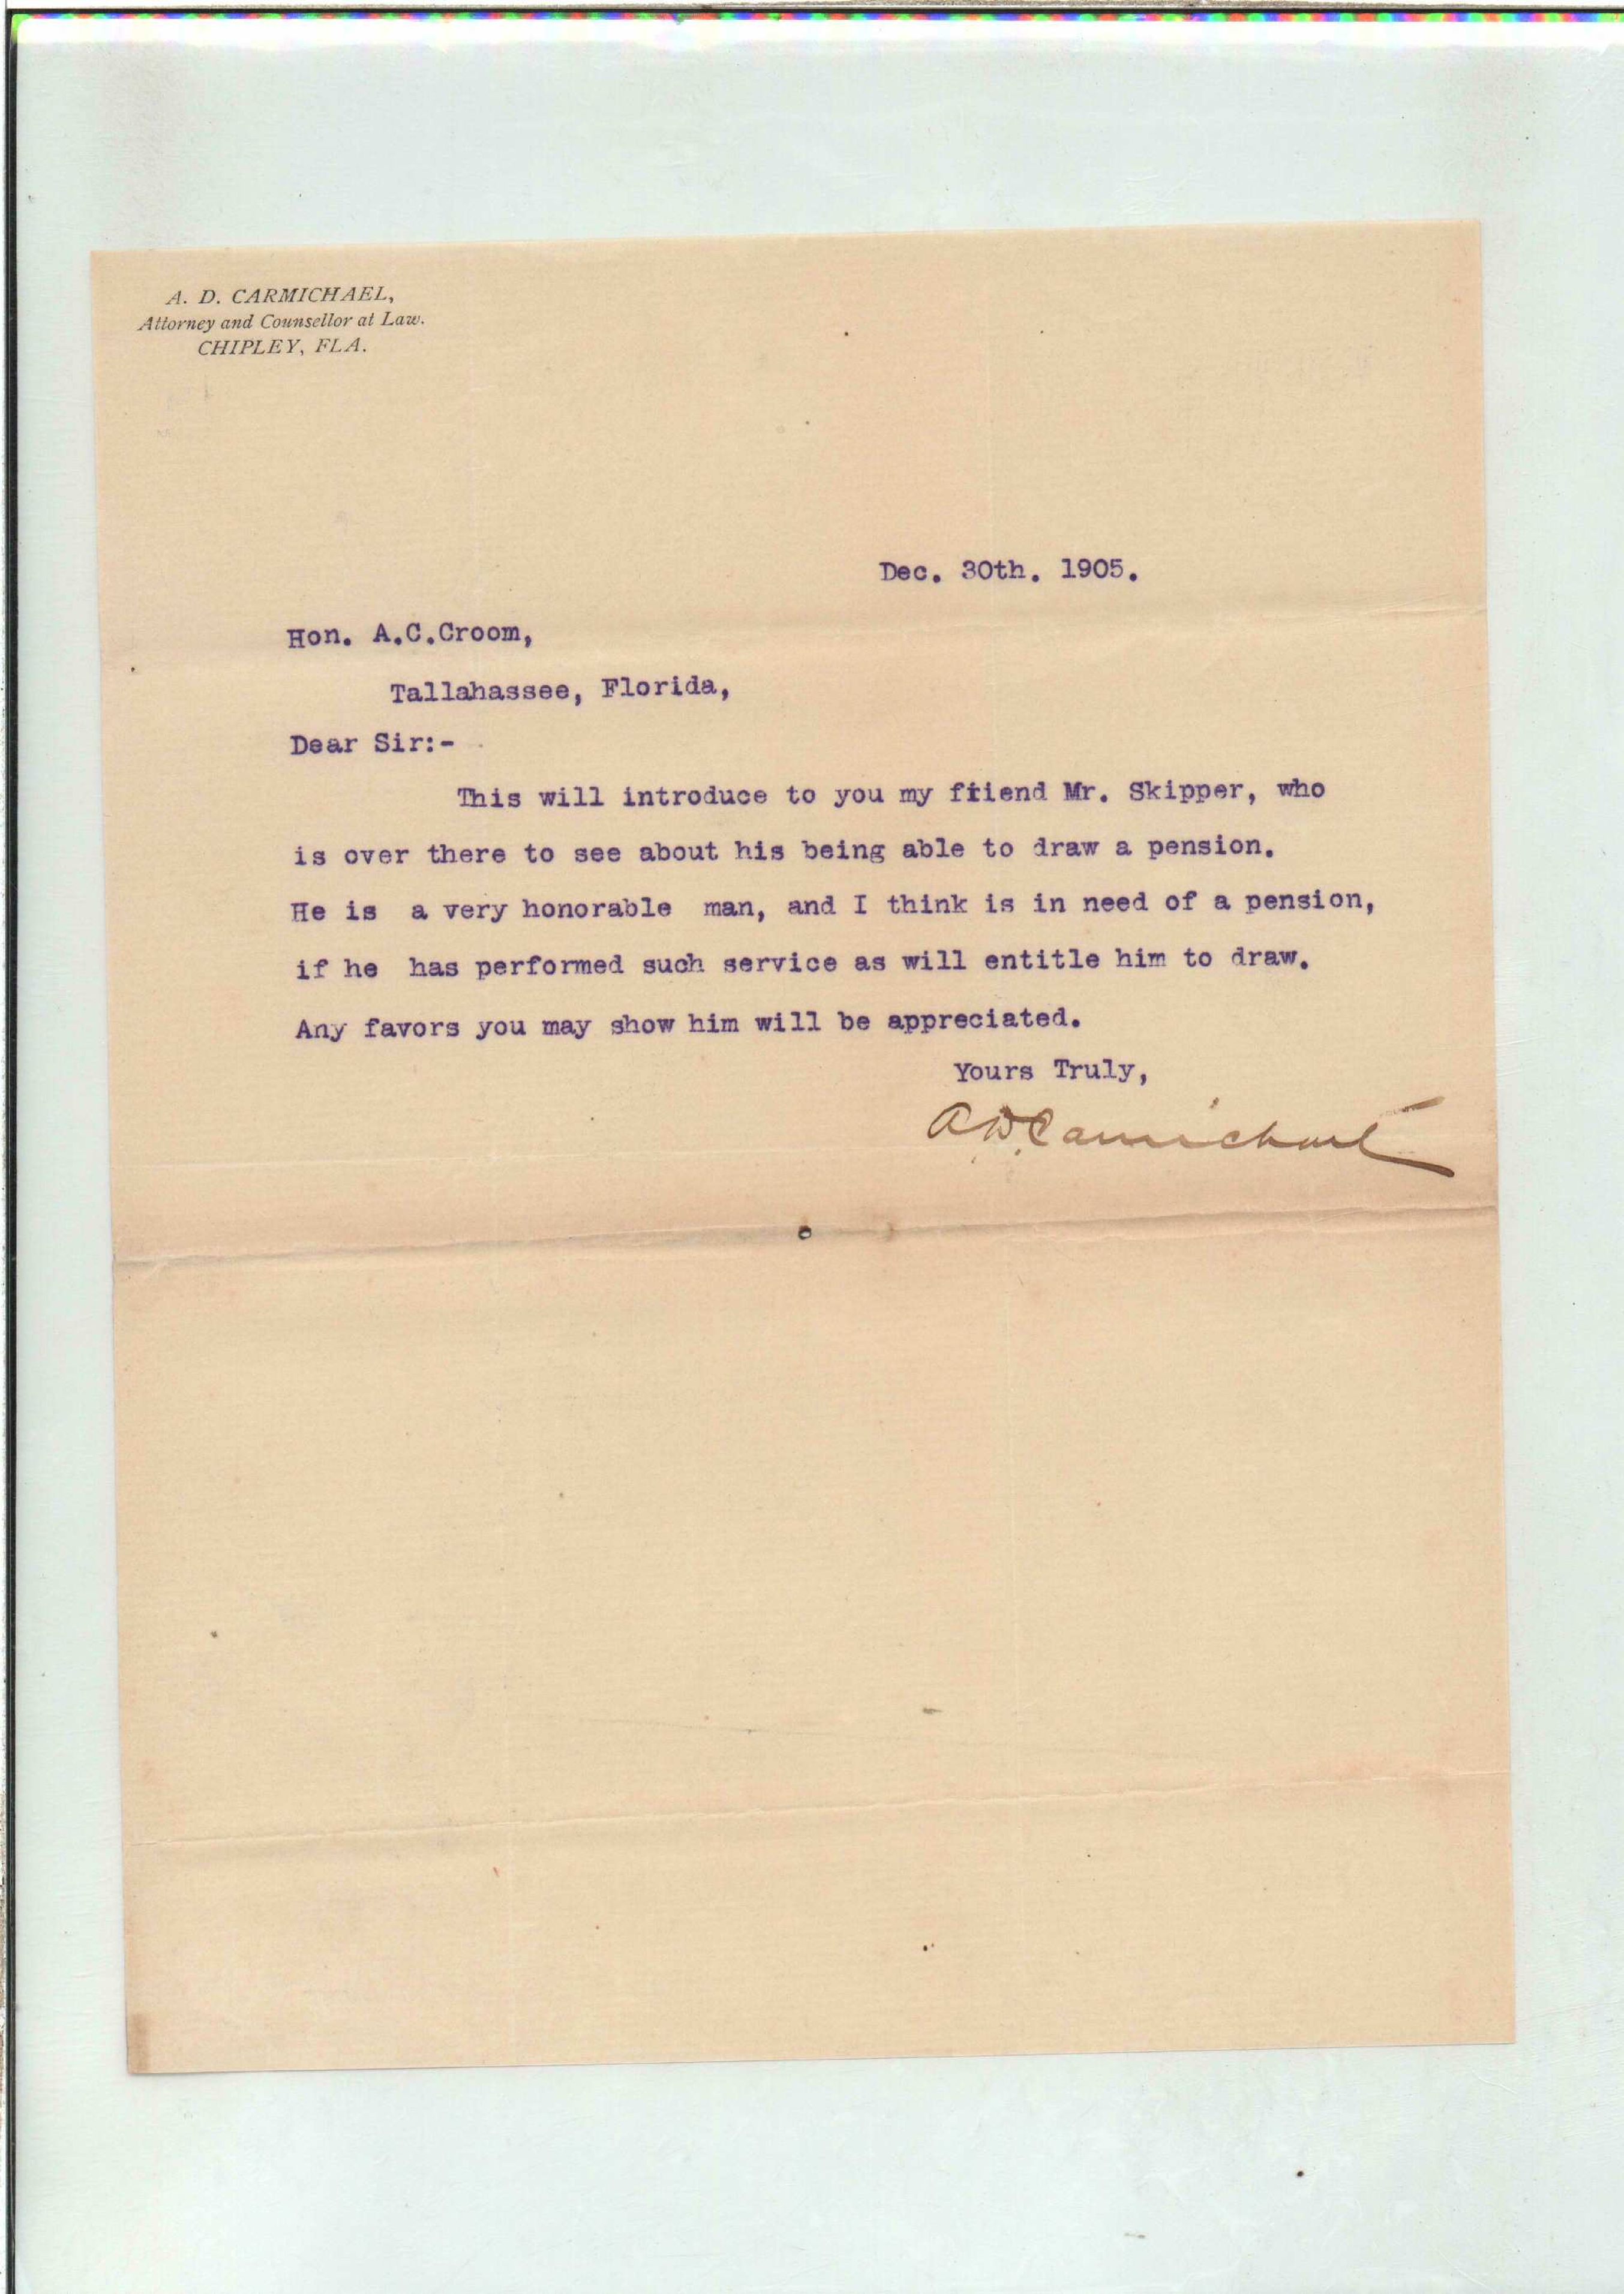 A. D. CARMICHAEL,
Attorney and Counsellor at Law.
CHIPLEY, FLA.
Dec. 30th. 1905.
Hon. A.C.Croom,
Tallahassee, Florida,
Dear Sir:-
This will introduce to you my friend Mr. Skipper, who
is over there to see about his being able to draw a pension.
He is a very honorable man, and I think is in need of a pension,
if he has performed such service as will entitle him to draw.
Any favors you may show him will be appreciated.
Yours Truly,
A D Carmichael